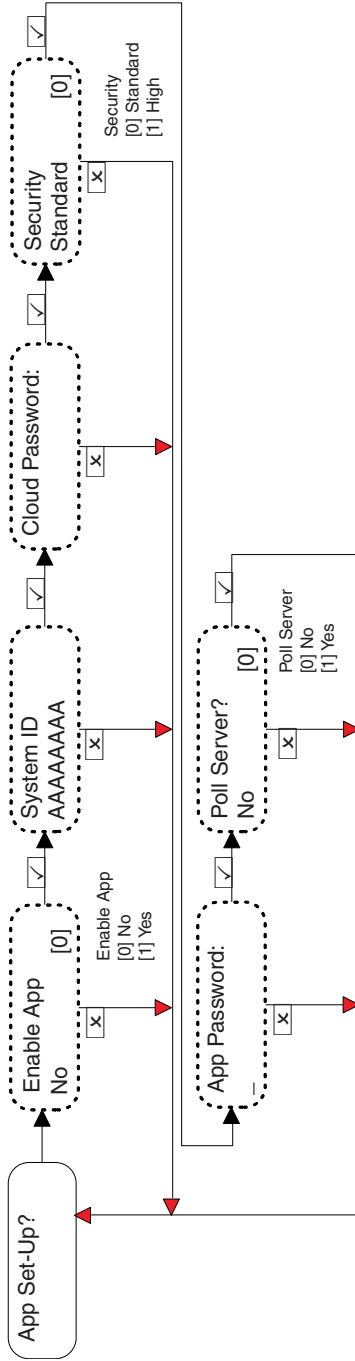 App Set-Up?
Enable App
No [0]
Enable App
[0] No
[1] Yes
System ID
AAAAAAAAA
Cloud Password:
Security
Standard [0]
Security
[0] Standard
[1] High
App Password:
_
Poll Server?
No [0]
Poll Server
[0] No
[1] Yes